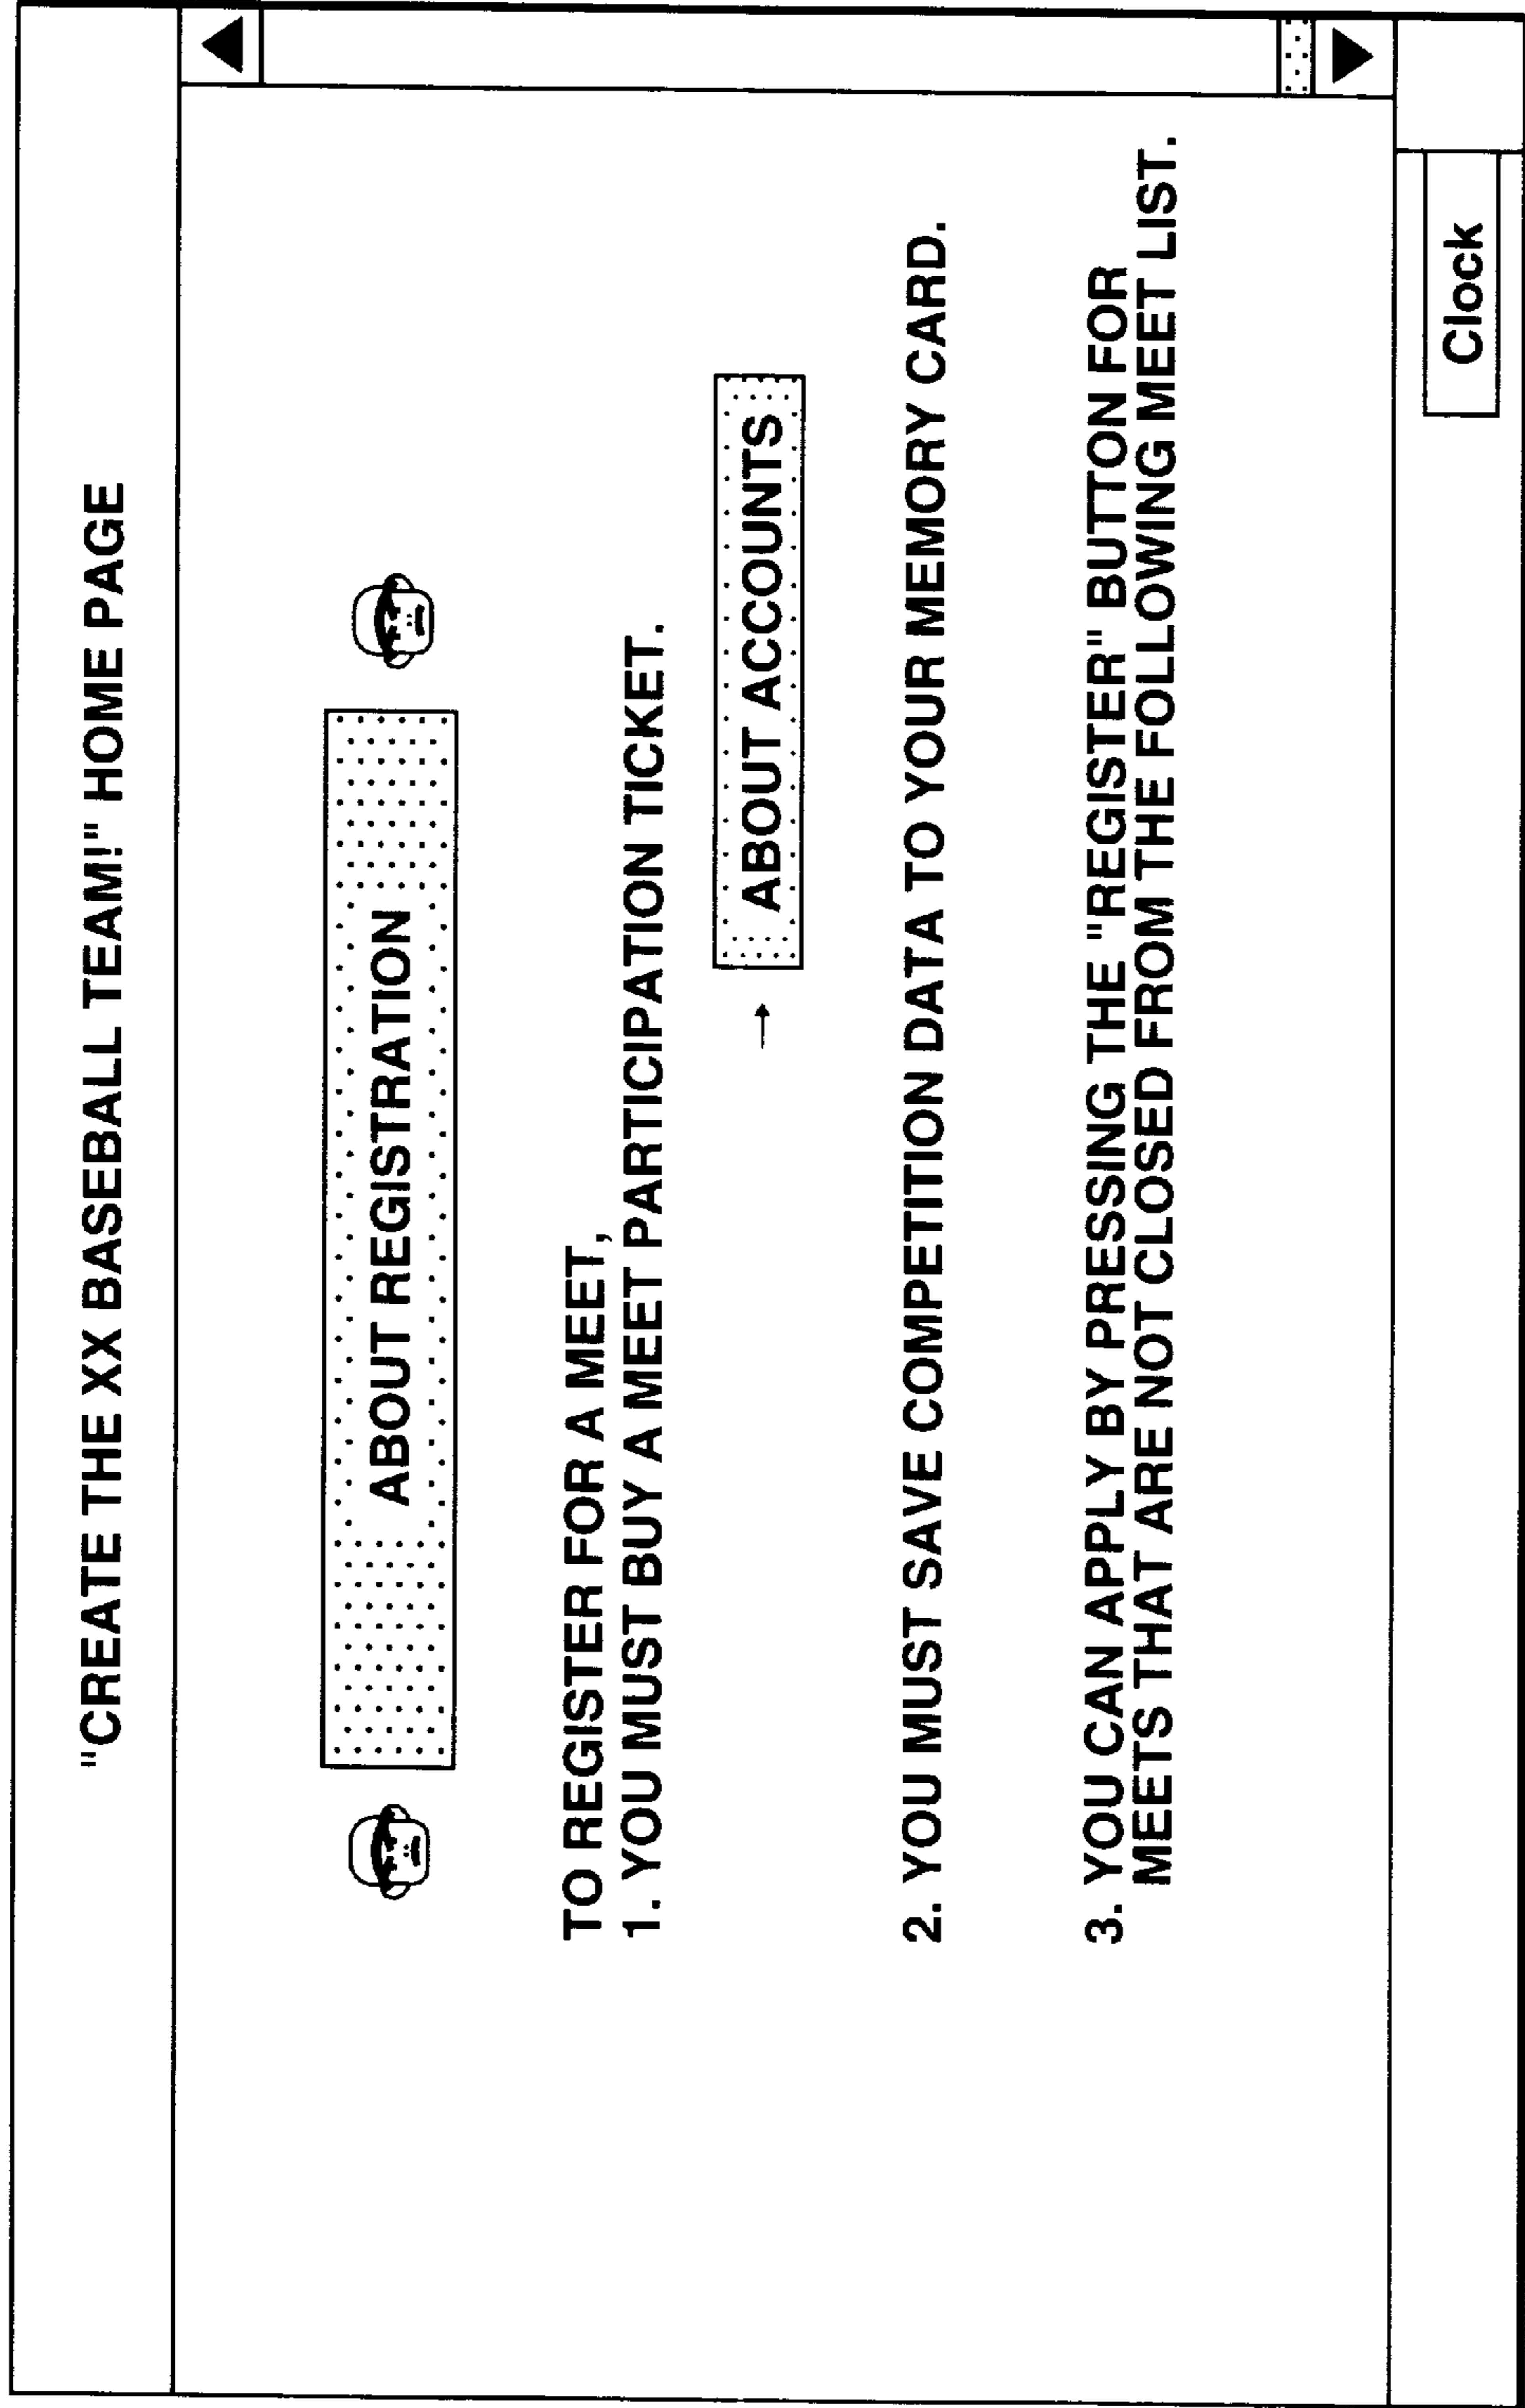 "CREATE THE XX BASEBALL TEAM!" HOME PAGE
ABOUT REGISTRATION
TO REGISTER FOR A MEET,
1. YOU MUST BUY A MEET PARTICIPATION TICKET.
→ ABOUT ACCOUNTS
2. YOU MUST SAVE COMPETITION DATA TO YOUR MEMORY CARD.
3. YOU CAN APPLY BY PRESSING THE "REGISTER" BUTTON FOR
MEETS THAT ARE NOT CLOSED FROM THE FOLLOWING MEET LIST.
Clock